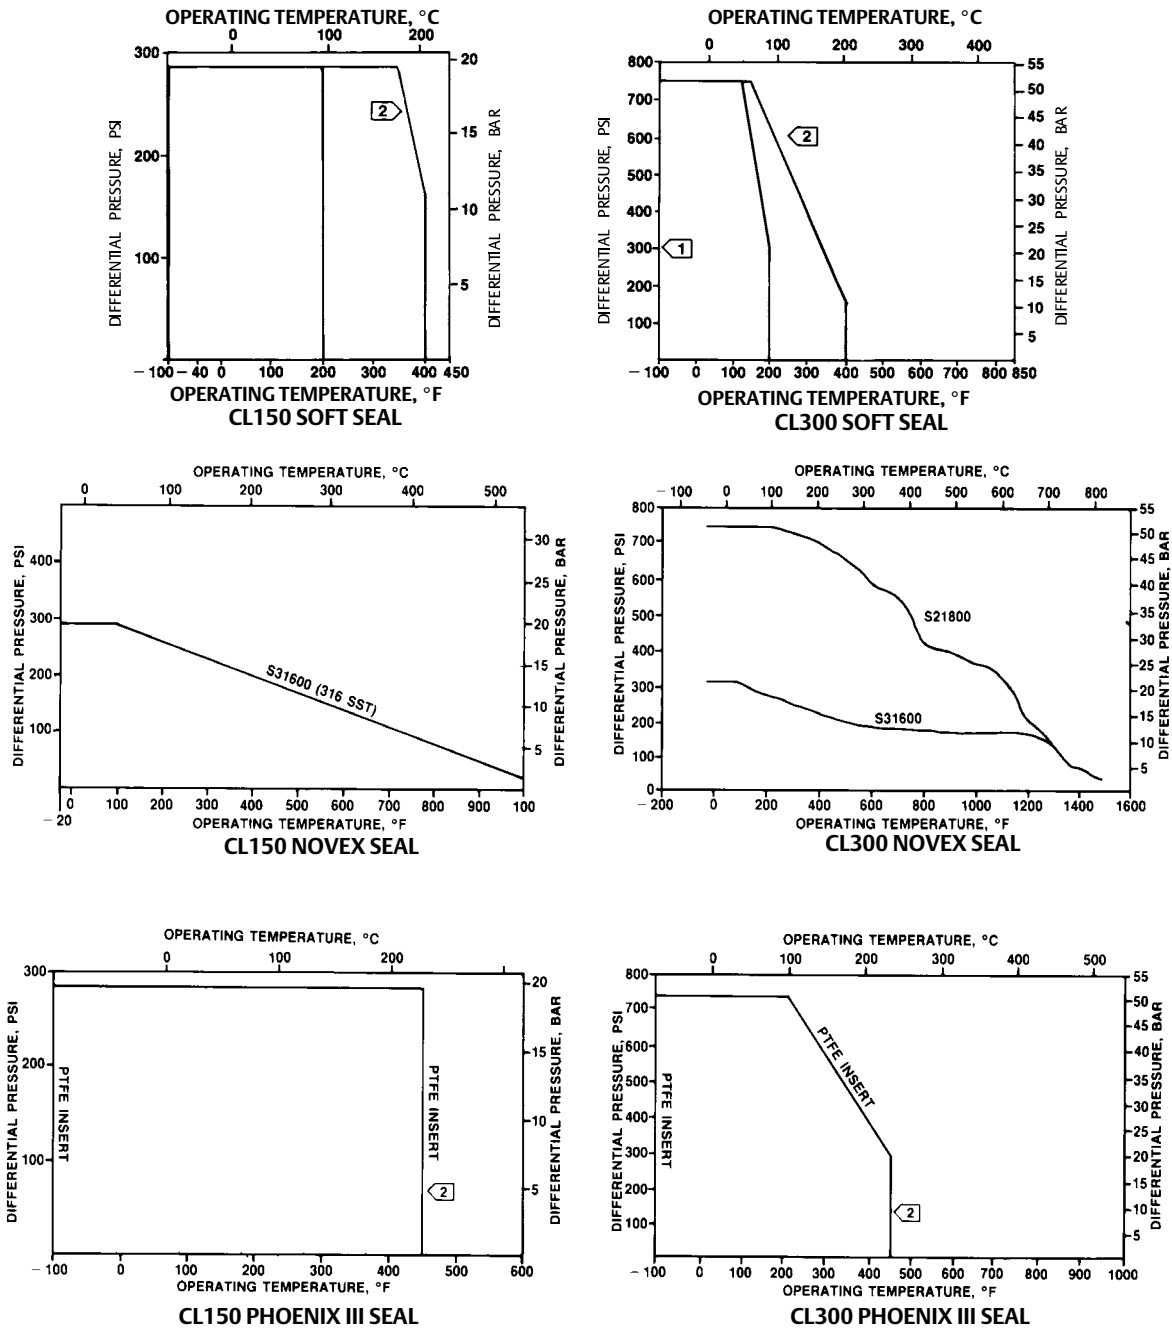 OPERATING TEMPERATURE, °C
0 100 200
300
200
100
20
15
10
5
DIFFERENTIAL PRESSURE, PSI
DIFFERENTIAL PRESSURE, BAR
2
– 100 – 40 0 100 200 300 400 450
OPERATING TEMPERATURE, °F
CL150 SOFT SEAL
OPERATING TEMPERATURE, °C
0 100 200 300 400
800
700
600
500
400
300
200
100
55
50
45
40
35
30
25
20
15
10
5
DIFFERENTIAL PRESSURE, PSI
DIFFERENTIAL PRESSURE, BAR
1
2
– 100 0 100 200 300 400 500 600 700 800 850
OPERATING TEMPERATURE, °F
CL300 SOFT SEAL
OPERATING TEMPERATURE, °C
0 100 200 300 400 500
400
300
200
100
30
25
20
15
10
5
DIFFERENTIAL PRESSURE, PSI
DIFFERENTIAL PRESSURE, BAR
S31600 (316 SST)
– 20 0 100 200 300 400 500 600 700 800 900 100
OPERATING TEMPERATURE, °F
CL150 NOVEX SEAL
OPERATING TEMPERATURE, °C
– 100 0 100 200 300 400 500 600 700 800
800
700
600
500
400
300
200
100
0
55
50
45
40
35
30
25
20
15
10
5
DIFFERENTIAL PRESSURE, PSI
DIFFERENTIAL PRESSURE, BAR
S21800
S31600
– 200 0 200 400 600 800 1000 1200 1400 1600
OPERATING TEMPERATURE, °F
CL300 NOVEX SEAL
OPERATING TEMPERATURE, °C
0 100 200
300
200
100
20
15
10
5
DIFFERENTIAL PRESSURE, PSI
DIFFERENTIAL PRESSURE, BAR
PTFE INSERT
PTFE INSERT
2
– 100 0 100 200 300 400 500 600
OPERATING TEMPERATURE, °F
CL150 PHOENIX III SEAL
OPERATING TEMPERATURE, °C
0 100 200 300 400 500
800
700
600
500
400
300
200
100
55
50
45
40
35
30
25
20
15
10
5
DIFFERENTIAL PRESSURE, PSI
DIFFERENTIAL PRESSURE, BAR
PTFE INSERT
PTFE INSERT
2
– 100 0 100 200 300 400 500 600 700 800 900 1000
OPERATING TEMPERATURE, °F
CL300 PHOENIX III SEAL